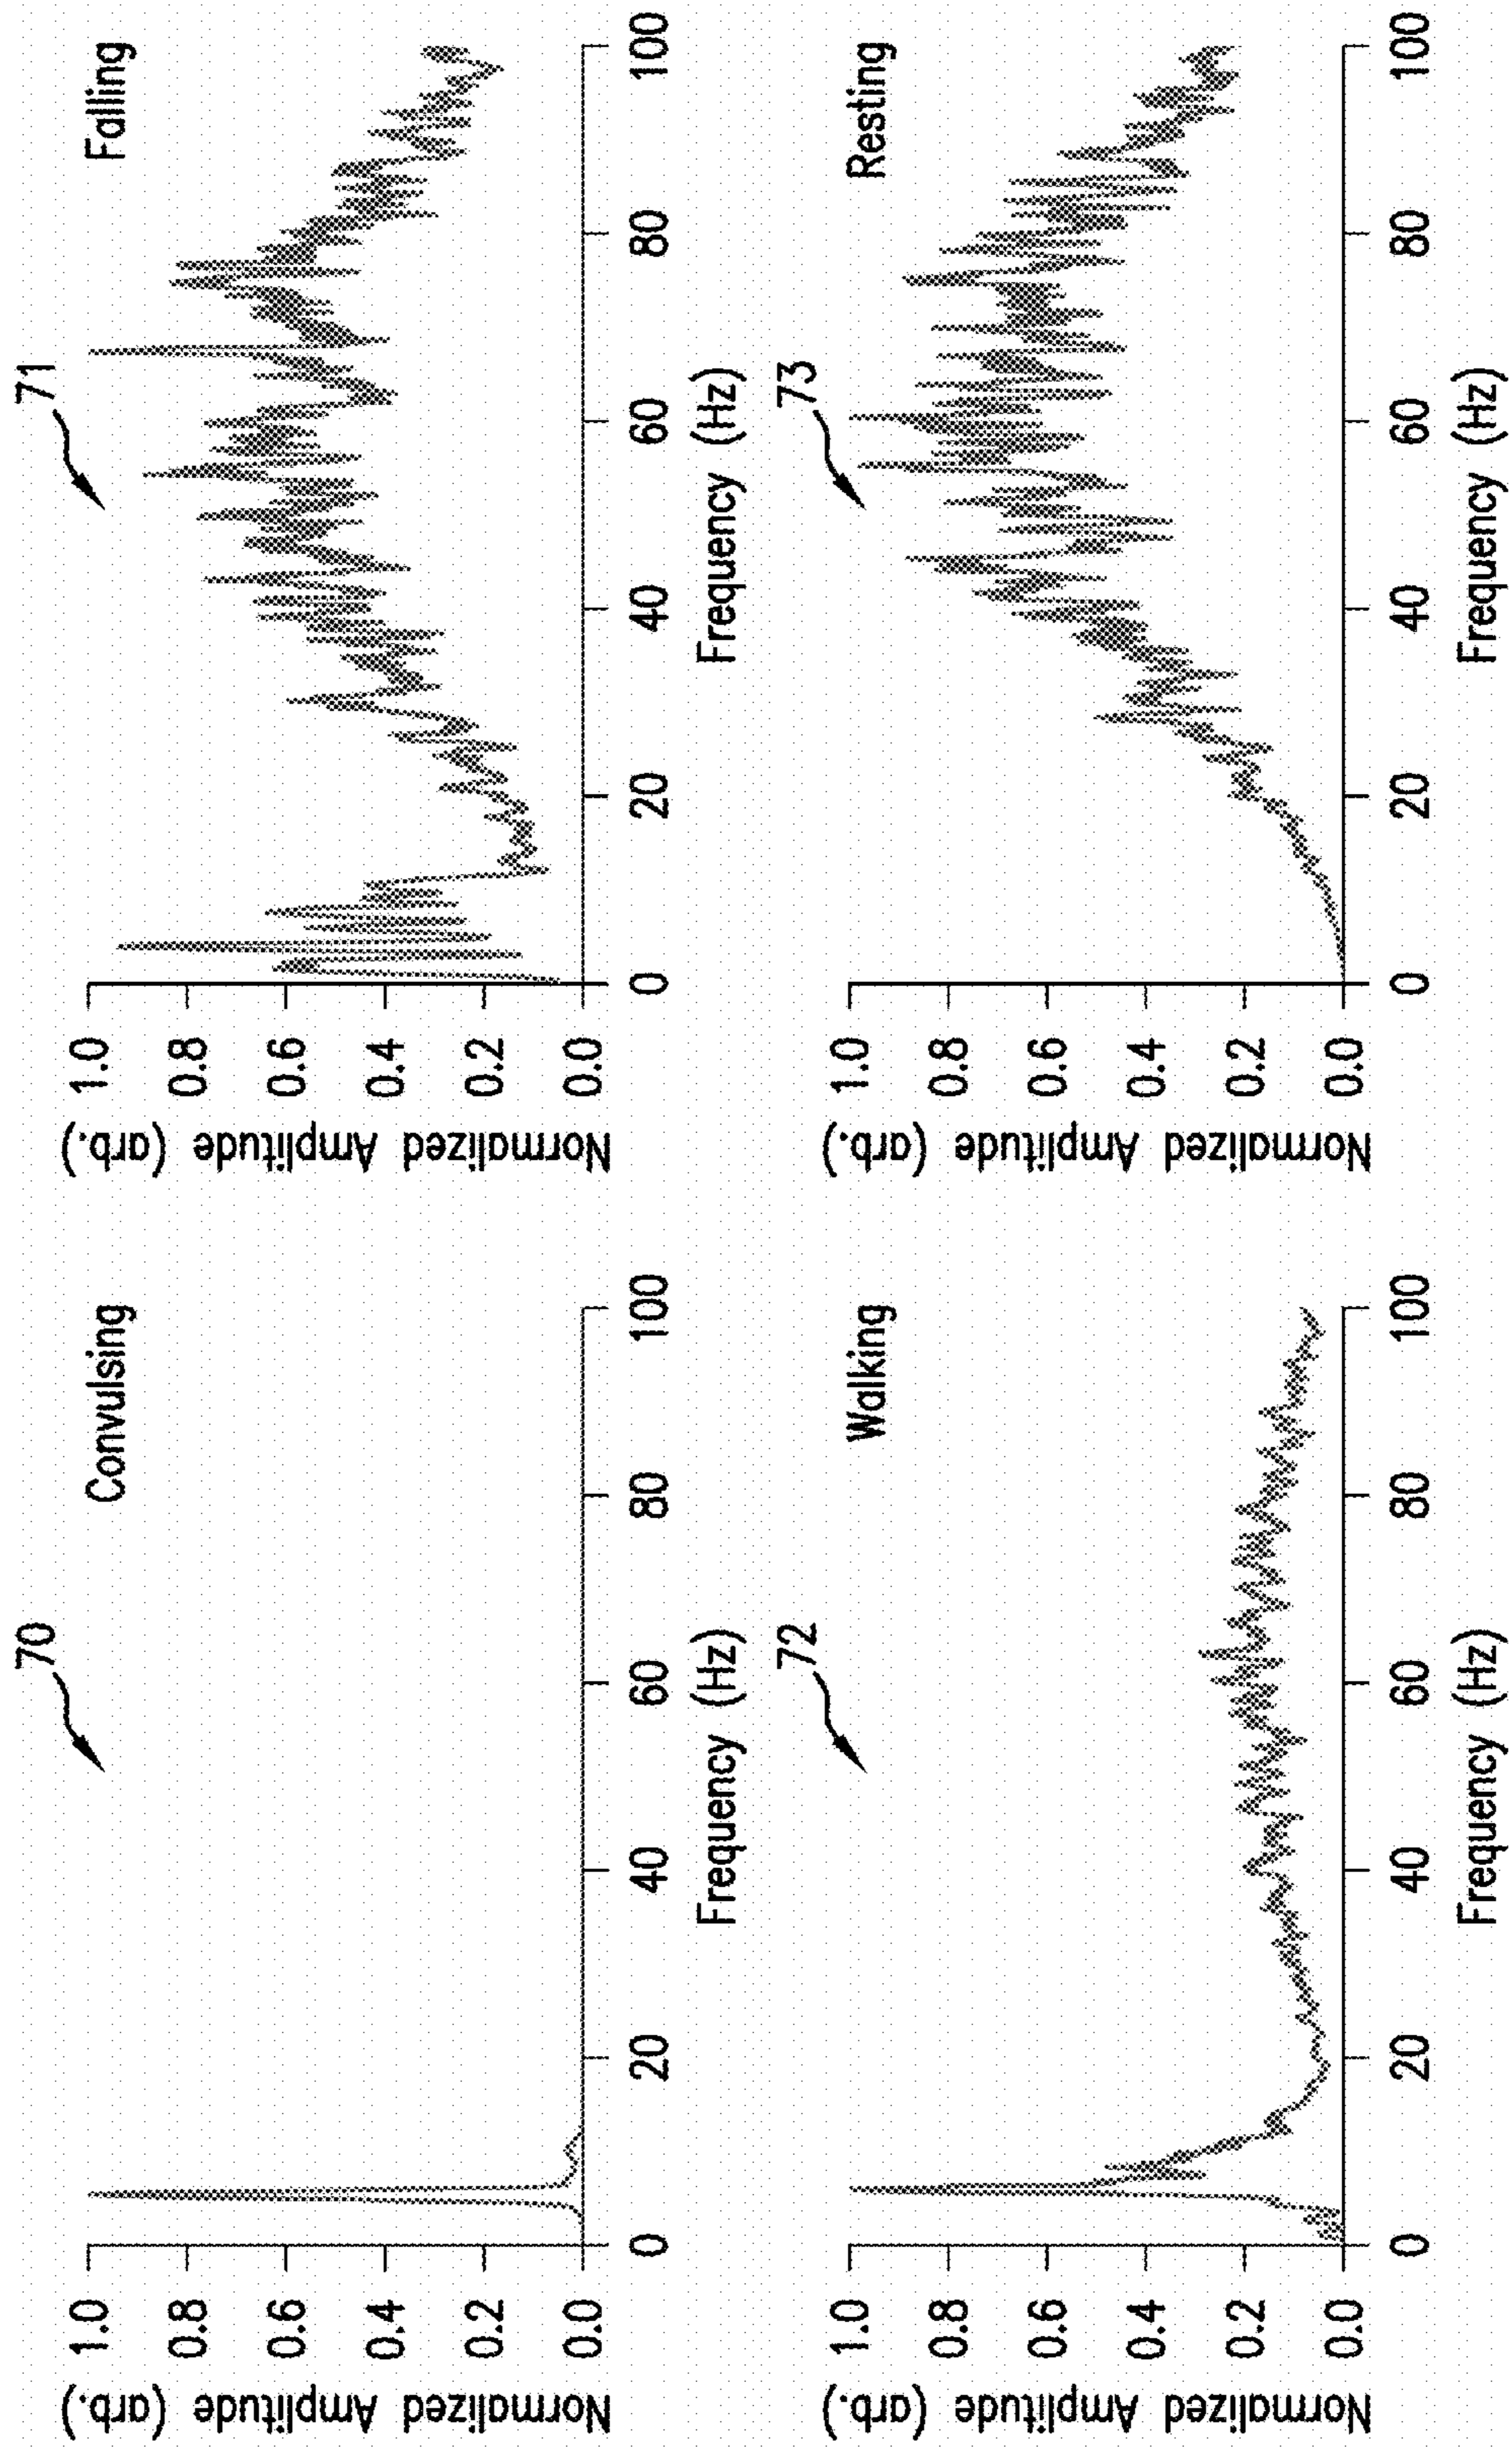 70
Convulsing
Normalized Amplitude (arb.)
1.0
0.8
0.6
0.4
0.2
0.0
0 20 40 60 80 100
Frequency (Hz)
71
Falling
Normalized Amplitude (arb.)
1.0
0.8
0.6
0.4
0.2
0.0
0 20 40 60 80 100
Frequency (Hz)
72
Walking
Normalized Amplitude (arb.)
1.0
0.8
0.6
0.4
0.2
0.0
0 20 40 60 80 100
Frequency (Hz)
73
Resting
Normalized Amplitude (arb.)
1.0
0.8
0.6
0.4
0.2
0.0
0 20 40 60 80 100
Frequency (Hz)